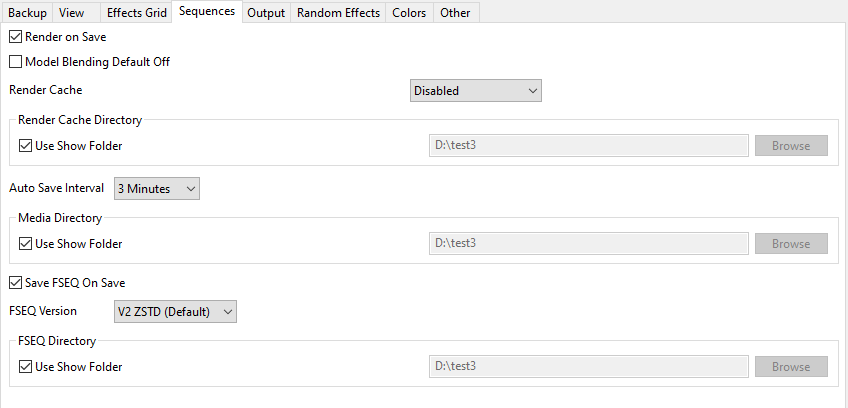 Backup View Effects Grid Sequences Output Random Effects Colors Other
Render on Save
Model Blending Default Off
Render Cache Disabled
Render Cache Directory
Use Show Folder D:\test3 Browse
Auto Save Interval 3 Minutes
Media Directory
Use Show Folder D:\test3 Browse
Save FSEQ On Save
FSEQ Version V2 ZSTD (Default)
FSEQ Directory
Use Show Folder D:\test3 Browse